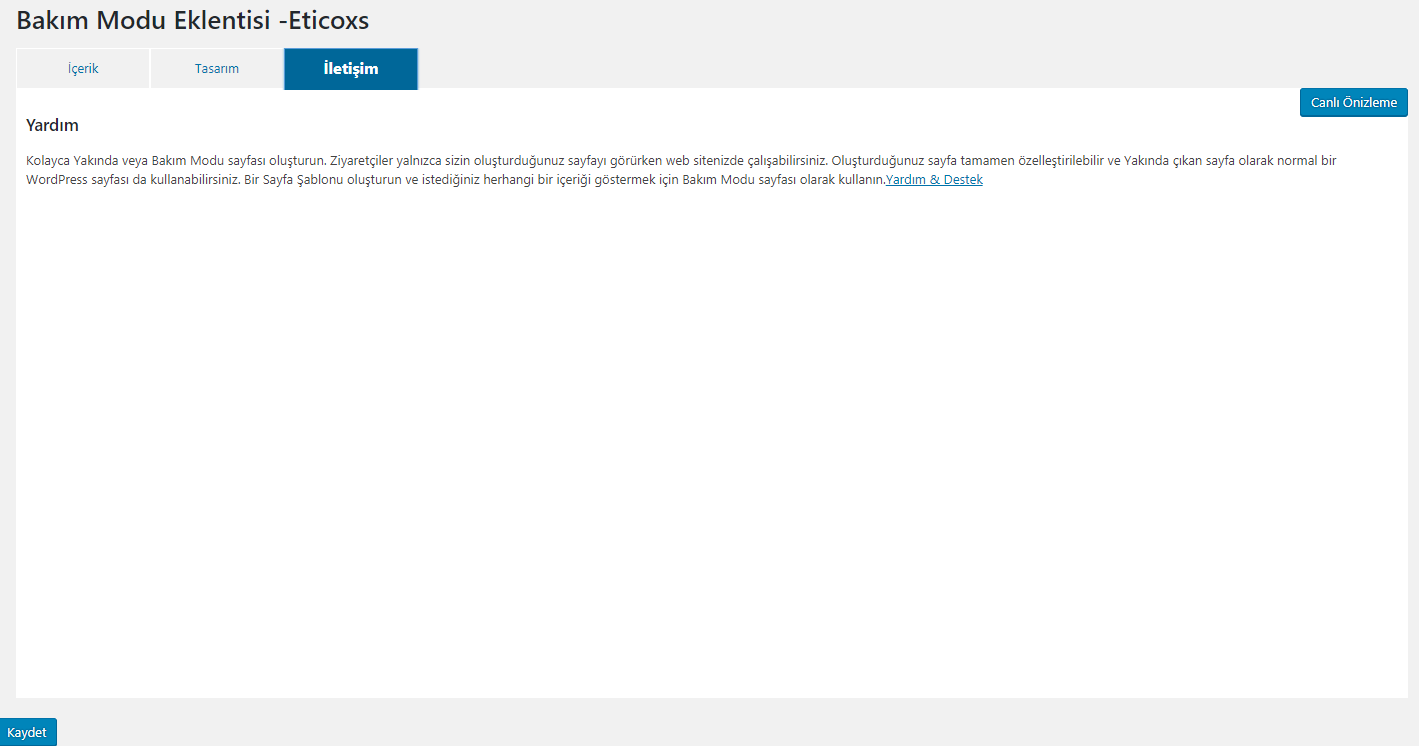 Bakım Modu Eklentisi -Eticoxs
İçerik
Tasarım
İletişim
Canlı Önizleme
Yardım
Kolayca Yakında veya Bakım Modu sayfası oluşturun. Ziyaretçiler yalnızca sizin oluşturduğunuz sayfayı görürken web sitenizde çalışabilirsiniz. Oluşturduğunuz sayfa tamamen özelleştirilebilir ve Yakında çıkan sayfa olarak normal bir
WordPress sayfası da kullanabilirsiniz. Bir Sayfa Şablonu oluşturun ve istediğiniz herhangi bir içeriği göstermek için Bakım Modu sayfası olarak kullanın.Yardım & Destek
Kaydet